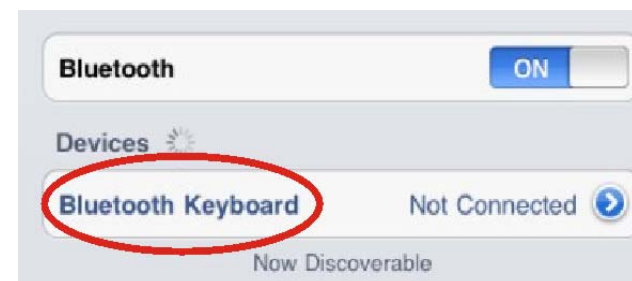 Bluetooth ON
Devices
Bluetooth Keyboard Not Connected
Now Discoverable